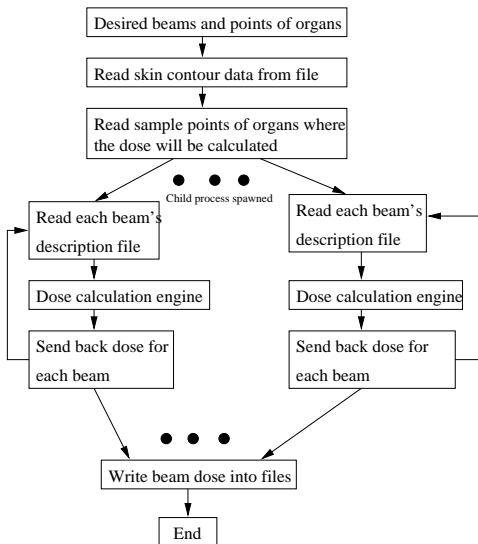 Desired beams and points of organs
Read skin contour data from file
Read sample points of organs where
the dose will be calculated
Child process spawned
Read each beam's
description file
Dose calculation engine
Send back dose for
each beam
Read each beam's
description file
Dose calculation engine
Send back dose for
each beam
Write beam dose into files
End